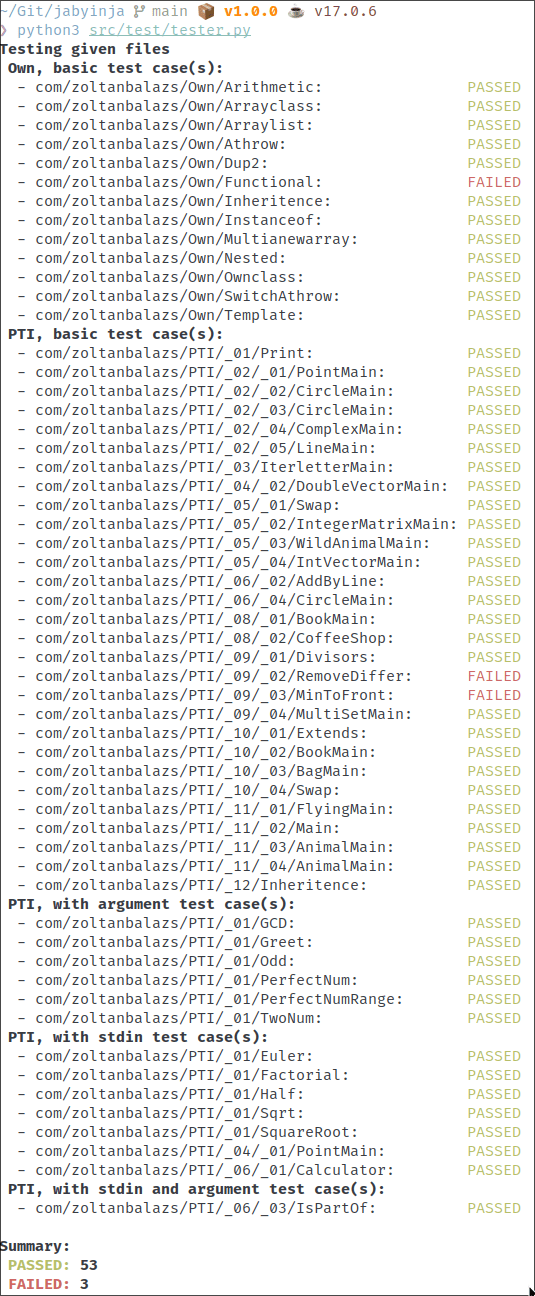 ~/Git/jabyinja main 📦 v1.0.0 ☕ v17.0.6
❯ python3 src/test/tester.py
Testing given files
Own, basic test case(s):
- com/zoltanbalazs/Own/Arithmetic: PASSED
- com/zoltanbalazs/Own/Arrayclass: PASSED
- com/zoltanbalazs/Own/Arraylist: PASSED
- com/zoltanbalazs/Own/Athrow: PASSED
- com/zoltanbalazs/Own/Dup2: PASSED
- com/zoltanbalazs/Own/Functional: FAILED
- com/zoltanbalazs/Own/Inheritence: PASSED
- com/zoltanbalazs/Own/Instanceof: PASSED
- com/zoltanbalazs/Own/Multianewarray: PASSED
- com/zoltanbalazs/Own/Nested: PASSED
- com/zoltanbalazs/Own/Ownclass: PASSED
- com/zoltanbalazs/Own/SwitchAthrow: PASSED
- com/zoltanbalazs/Own/Template: PASSED
PTI, basic test case(s):
- com/zoltanbalazs/PTI/_01/Print: PASSED
- com/zoltanbalazs/PTI/_02/_01/PointMain: PASSED
- com/zoltanbalazs/PTI/_02/_02/CircleMain: PASSED
- com/zoltanbalazs/PTI/_02/_03/CircleMain: PASSED
- com/zoltanbalazs/PTI/_02/_04/ComplexMain: PASSED
- com/zoltanbalazs/PTI/_02/_05/LineMain: PASSED
- com/zoltanbalazs/PTI/_03/IterletterMain: PASSED
- com/zoltanbalazs/PTI/_04/_02/DoubleVectorMain: PASSED
- com/zoltanbalazs/PTI/_05/_01/Swap: PASSED
- com/zoltanbalazs/PTI/_05/_02/IntegerMatrixMain: PASSED
- com/zoltanbalazs/PTI/_05/_03/WildAnimalMain: PASSED
- com/zoltanbalazs/PTI/_05/_04/IntVectorMain: PASSED
- com/zoltanbalazs/PTI/_06/_02/AddByLine: PASSED
- com/zoltanbalazs/PTI/_06/_04/CircleMain: PASSED
- com/zoltanbalazs/PTI/_08/_01/BookMain: PASSED
- com/zoltanbalazs/PTI/_08/_02/CoffeeShop: PASSED
- com/zoltanbalazs/PTI/_09/_01/Divisors: PASSED
- com/zoltanbalazs/PTI/_09/_02/RemoveDiffer: FAILED
- com/zoltanbalazs/PTI/_09/_03/MinToFront: FAILED
- com/zoltanbalazs/PTI/_09/_04/MultiSetMain: PASSED
- com/zoltanbalazs/PTI/_10/_01/Extends: PASSED
- com/zoltanbalazs/PTI/_10/_02/BookMain: PASSED
- com/zoltanbalazs/PTI/_10/_03/BagMain: PASSED
- com/zoltanbalazs/PTI/_10/_04/Swap: PASSED
- com/zoltanbalazs/PTI/_11/_01/FlyingMain: PASSED
- com/zoltanbalazs/PTI/_11/_02/Main: PASSED
- com/zoltanbalazs/PTI/_11/_03/AnimalMain: PASSED
- com/zoltanbalazs/PTI/_11/_04/AnimalMain: PASSED
- com/zoltanbalazs/PTI/_12/Inheritence: PASSED
PTI, with argument test case(s):
- com/zoltanbalazs/PTI/_01/GCD: PASSED
- com/zoltanbalazs/PTI/_01/Greet: PASSED
- com/zoltanbalazs/PTI/_01/Odd: PASSED
- com/zoltanbalazs/PTI/_01/PerfectNum: PASSED
- com/zoltanbalazs/PTI/_01/PerfectNumRange: PASSED
- com/zoltanbalazs/PTI/_01/TwoNum: PASSED
PTI, with stdin test case(s):
- com/zoltanbalazs/PTI/_01/Euler: PASSED
- com/zoltanbalazs/PTI/_01/Factorial: PASSED
- com/zoltanbalazs/PTI/_01/Half: PASSED
- com/zoltanbalazs/PTI/_01/Sqrt: PASSED
- com/zoltanbalazs/PTI/_01/SquareRoot: PASSED
- com/zoltanbalazs/PTI/_04/_01/PointMain: PASSED
- com/zoltanbalazs/PTI/_06/_01/Calculator: PASSED
PTI, with stdin and argument test case(s):
- com/zoltanbalazs/PTI/_06/_03/IsPartOf: PASSED
Summary:
PASSED: 53
FAILED: 3